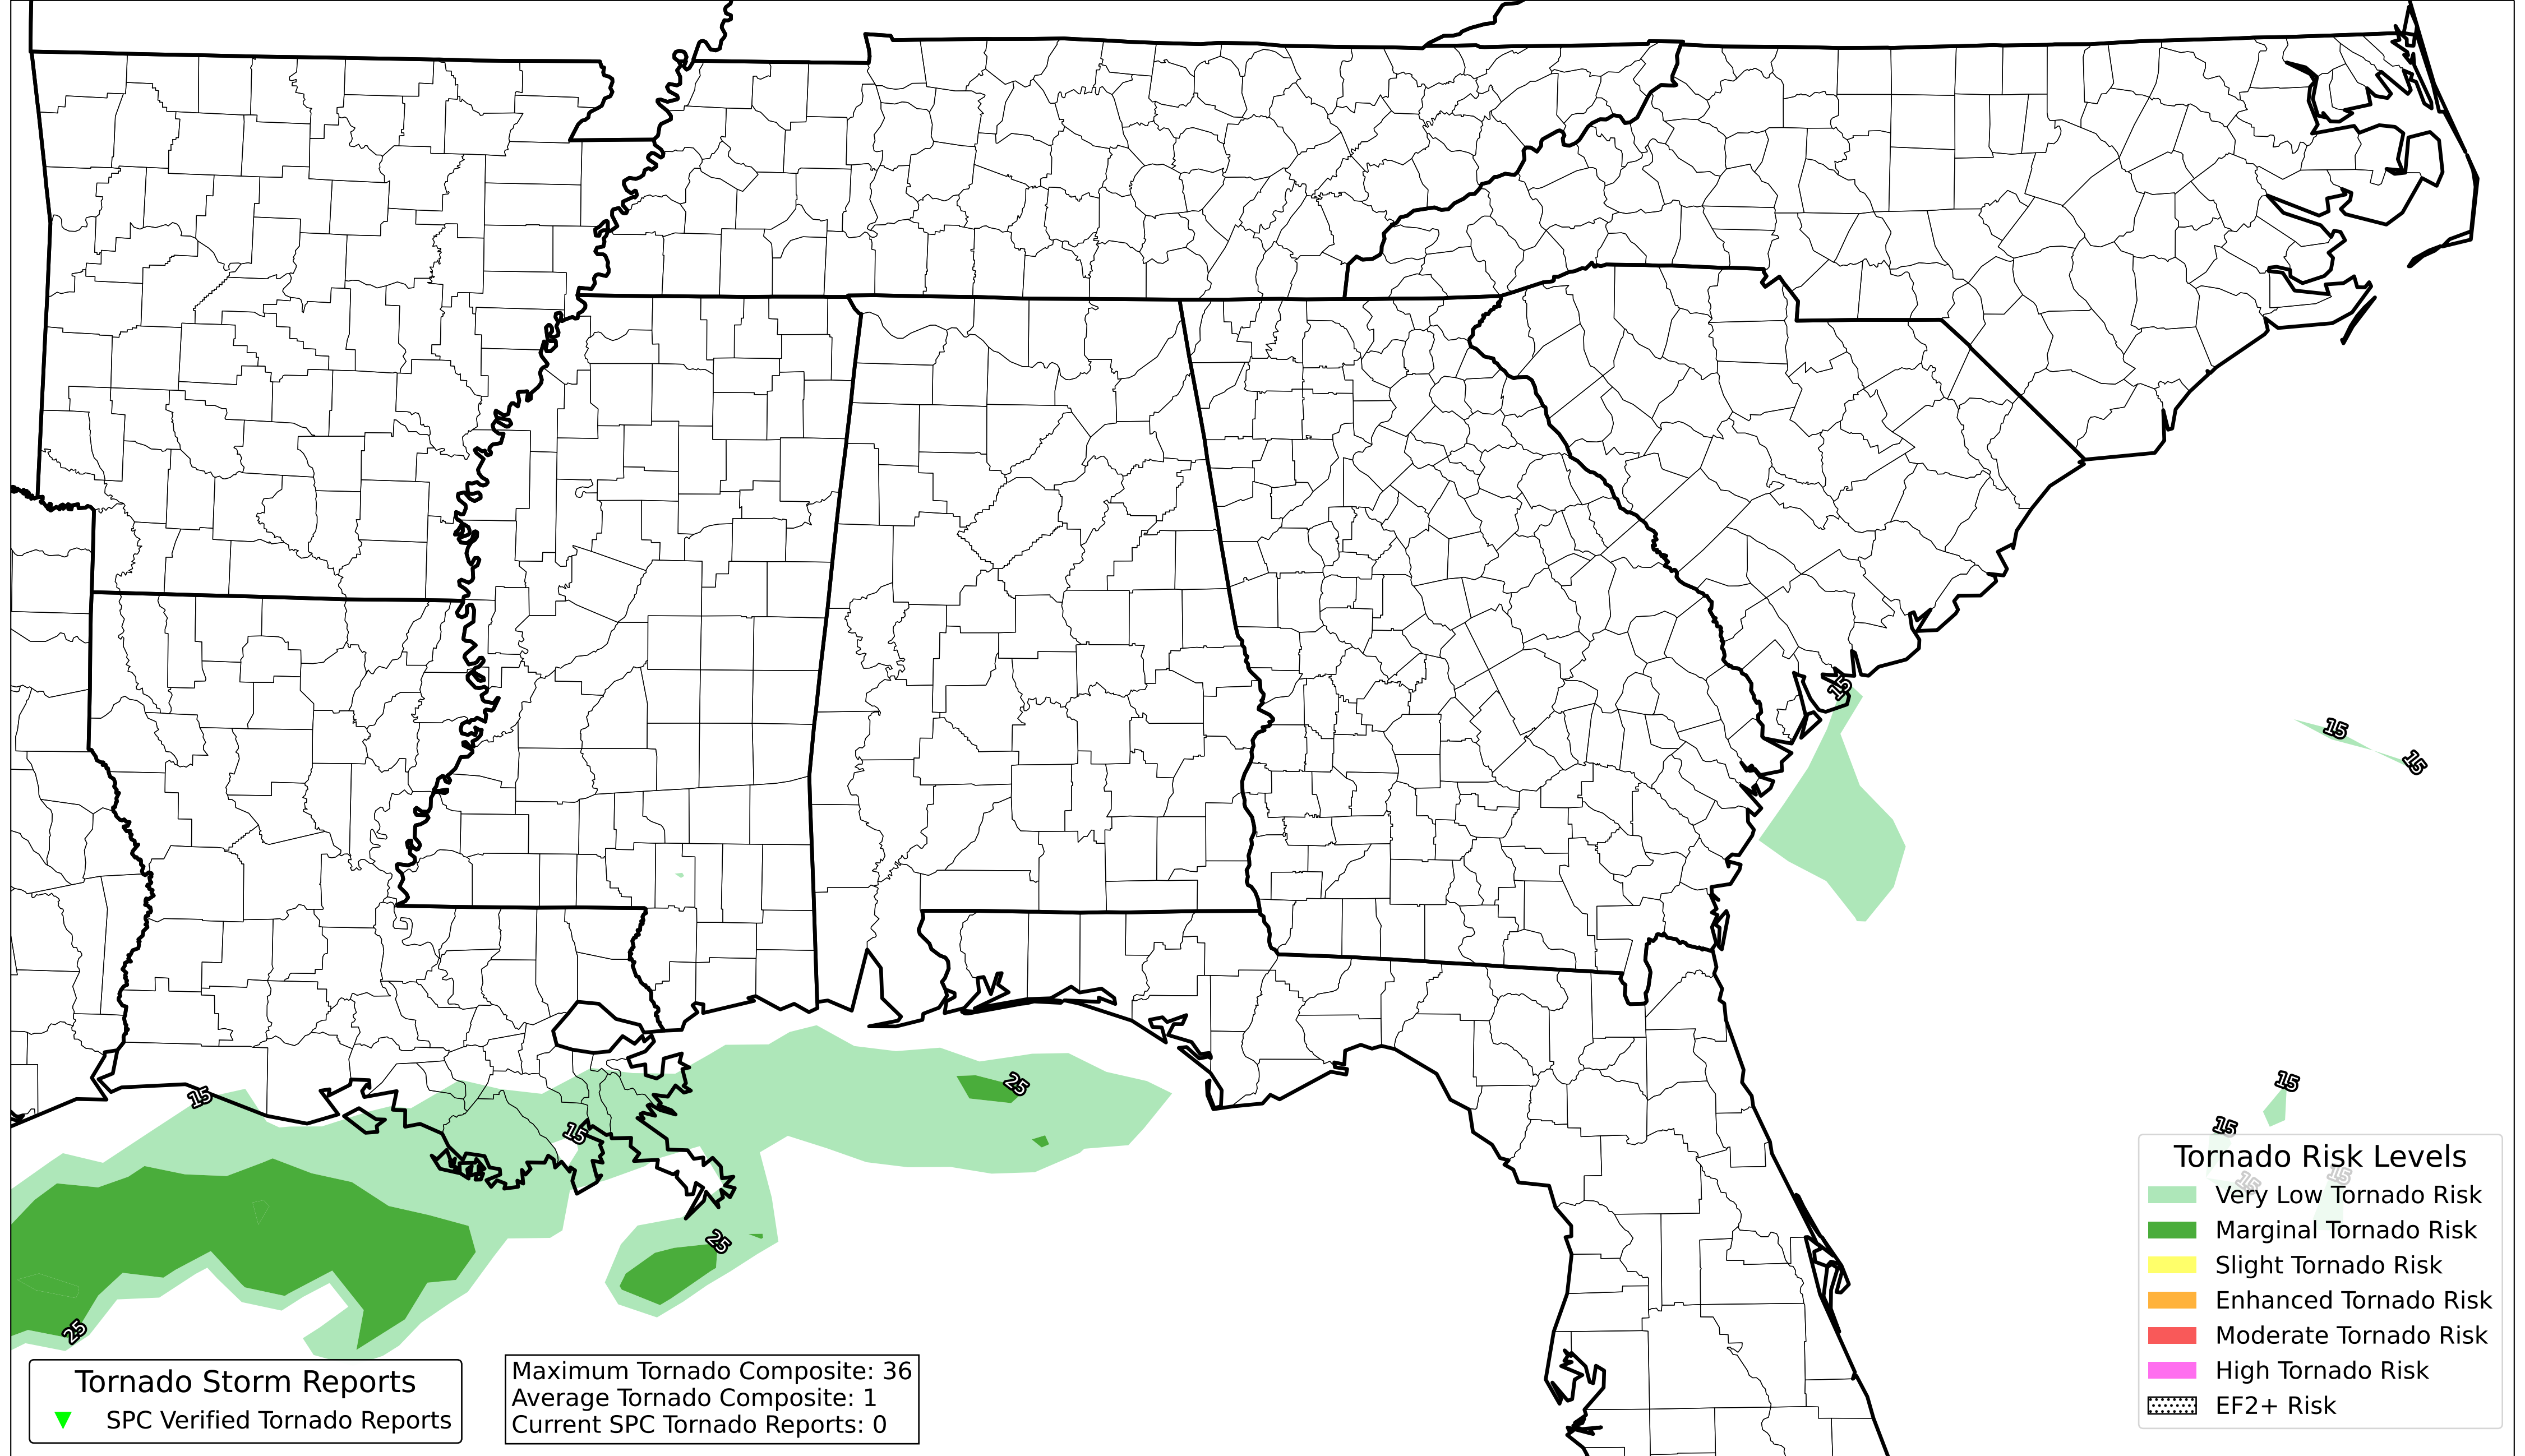 15
15
15
15
15
25
15
15
15
15
25
25
Tornado Risk Levels
Very Low Tornado Risk
Marginal Tornado Risk
Slight Tornado Risk
Enhanced Tornado Risk
Moderate Tornado Risk
High Tornado Risk
EF2+ Risk
Tornado Storm Reports
SPC Verified Tornado Reports
Maximum Tornado Composite: 36
Average Tornado Composite: 1
Current SPC Tornado Reports: 0